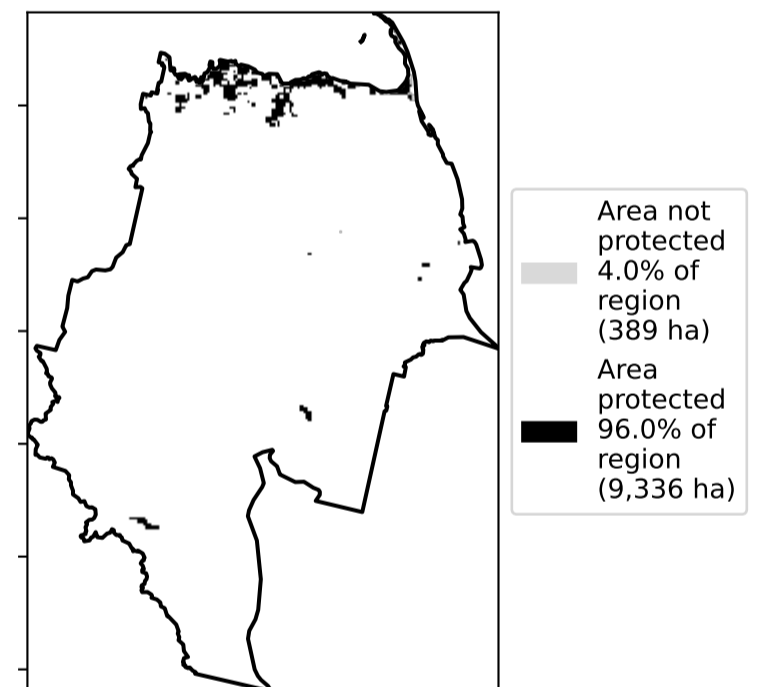 Area not
protected
4.0% of
region
(389 ha)
Area
protected
96.0% of
region
(9,336 ha)